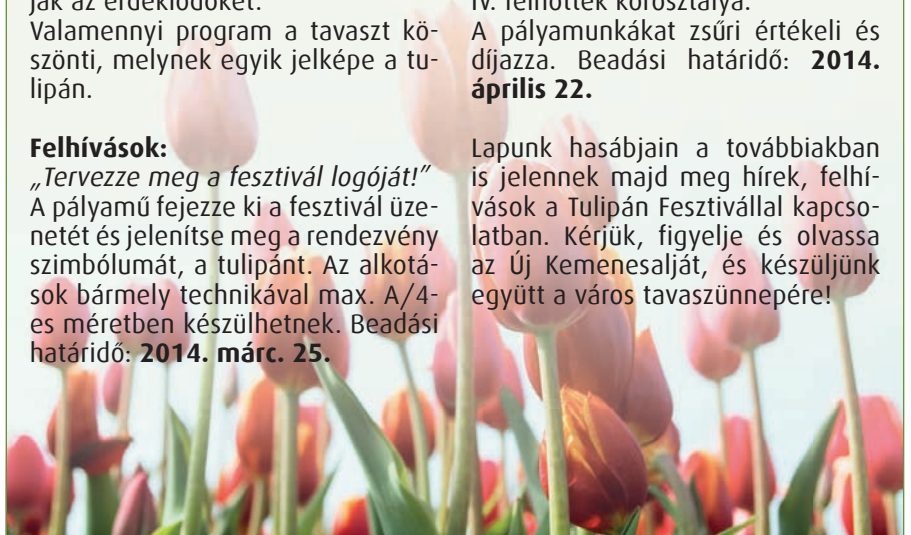 ják az érdeklődőket.
Valamennyi program a tavaszt kö-
szönti, melynek egyik jelképe a tu-
lipán.
Felhívások:
„Tervezze meg a fesztivál logóját!”
A pályamű fejezze ki a fesztivál üze-
netét és jelenítse meg a rendezvény
szimbólumát, a tulipánt. Az alkotá-
sok bármely technikával max. A/4-
es méretben készülhetnek. Beadási
határidő: 2014. márc. 25.
IV. felnőttek korosztálya.
A pályamunkákat zsűri értékeli és
díjazza. Beadási határidő: 2014.
április 22.
Lapunk hasábjain a továbbiakban
is jelennek majd meg hírek, felhí-
vások a Tulipán Fesztivállal kapcso-
latban. Kérjük, figyelje és olvassa
az Új Kemenesalját, és készüljünk
együtt a város tavaszünnepére!